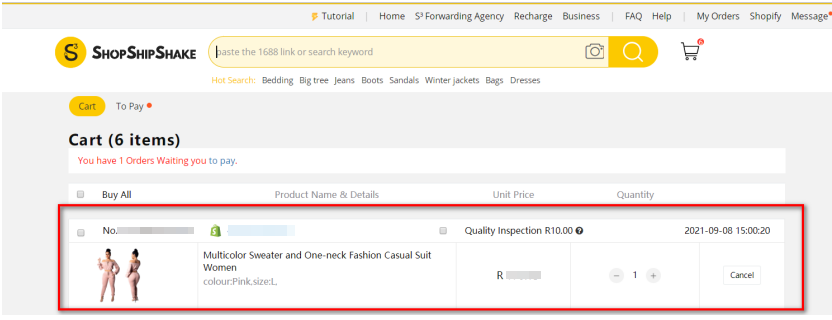 Tutorial | Home S³ Forwarding Agency Recharge Business | FAQ Help | My Orders Shopify Message
S³ SHOPSHIPSHAKE paste the 1688 link or search keyword 6
Hot Search: Bedding Big tree Jeans Boots Sandals Winter jackets Bags Dresses
Cart To Pay
Cart (6 items)
You have 1 Orders Waiting you to pay.
Buy All Product Name & Details Unit Price Quantity
No. Quality Inspection R10.00 ? 2021-09-08 15:00:20
Multicolor Sweater and One-neck Fashion Casual Suit
Women
colour:Pink,size:L,
R − 1 + Cancel